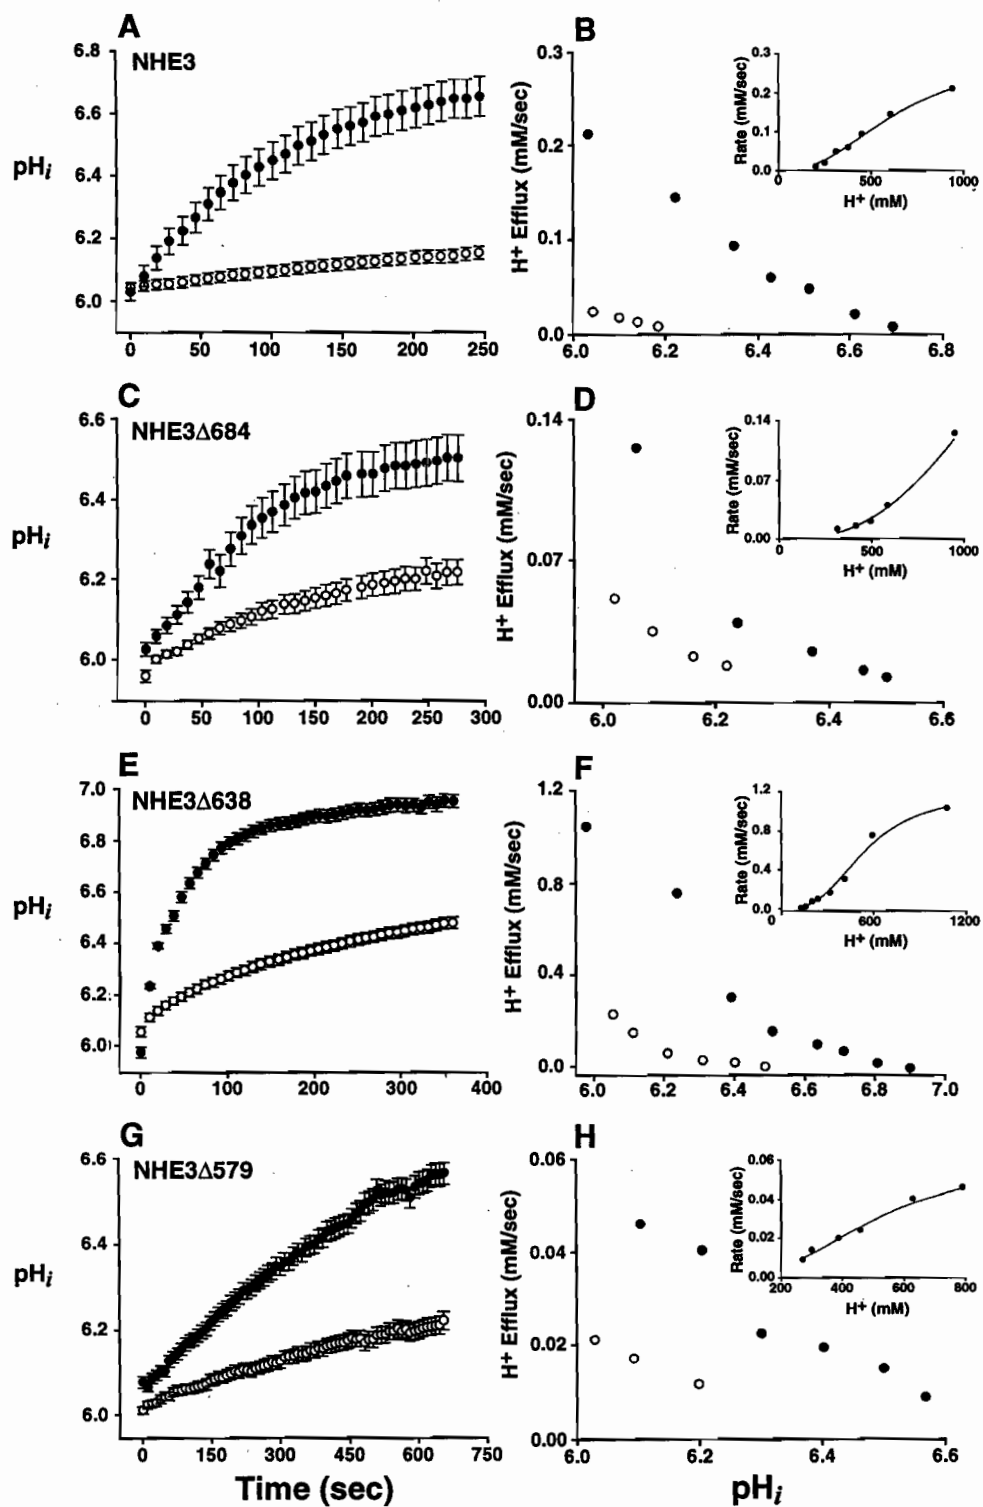 A
NHE3
6.8
6.6
6.4
6.2
6.0
pHi
0 50 100 150 200 250
B
0.3
0.2
0.1
0.0
H+ Efflux (mM/sec)
6.0 6.2 6.4 6.6 6.8
0.3
0.2
0.1
0.0
Rate (mM/sec)
0 500 1000
H+ (mM)
C
NHE3Δ684
6.6
6.4
6.2
6.0
pHi
0 50 100 150 200 250 300
D
0.14
0.07
0.00
H+ Efflux (mM/sec)
6.0 6.2 6.4 6.6
0.14
0.07
0.00
Rate (mM/sec)
0 500 1000
H+ (mM)
E
NHE3Δ638
7.0
6.8
6.6
6.4
6.2
6.0
pHi
0 100 200 300 400
F
1.2
0.8
0.4
0.0
H+ Efflux (mM/sec)
6.0 6.2 6.4 6.6 6.8 7.0
1.2
0.8
0.4
0.0
Rate (mM/sec)
0 600 1200
H+ (mM)
G
NHE3Δ579
6.6
6.4
6.2
6.0
pHi
0 150 300 450 600 750
Time (sec)
H
0.06
0.04
0.02
0.00
H+ Efflux (mM/sec)
6.0 6.2 6.4 6.6
pHi
0.06
0.04
0.02
0.00
Rate (mM/sec)
200 400 600 800
H+ (mM)